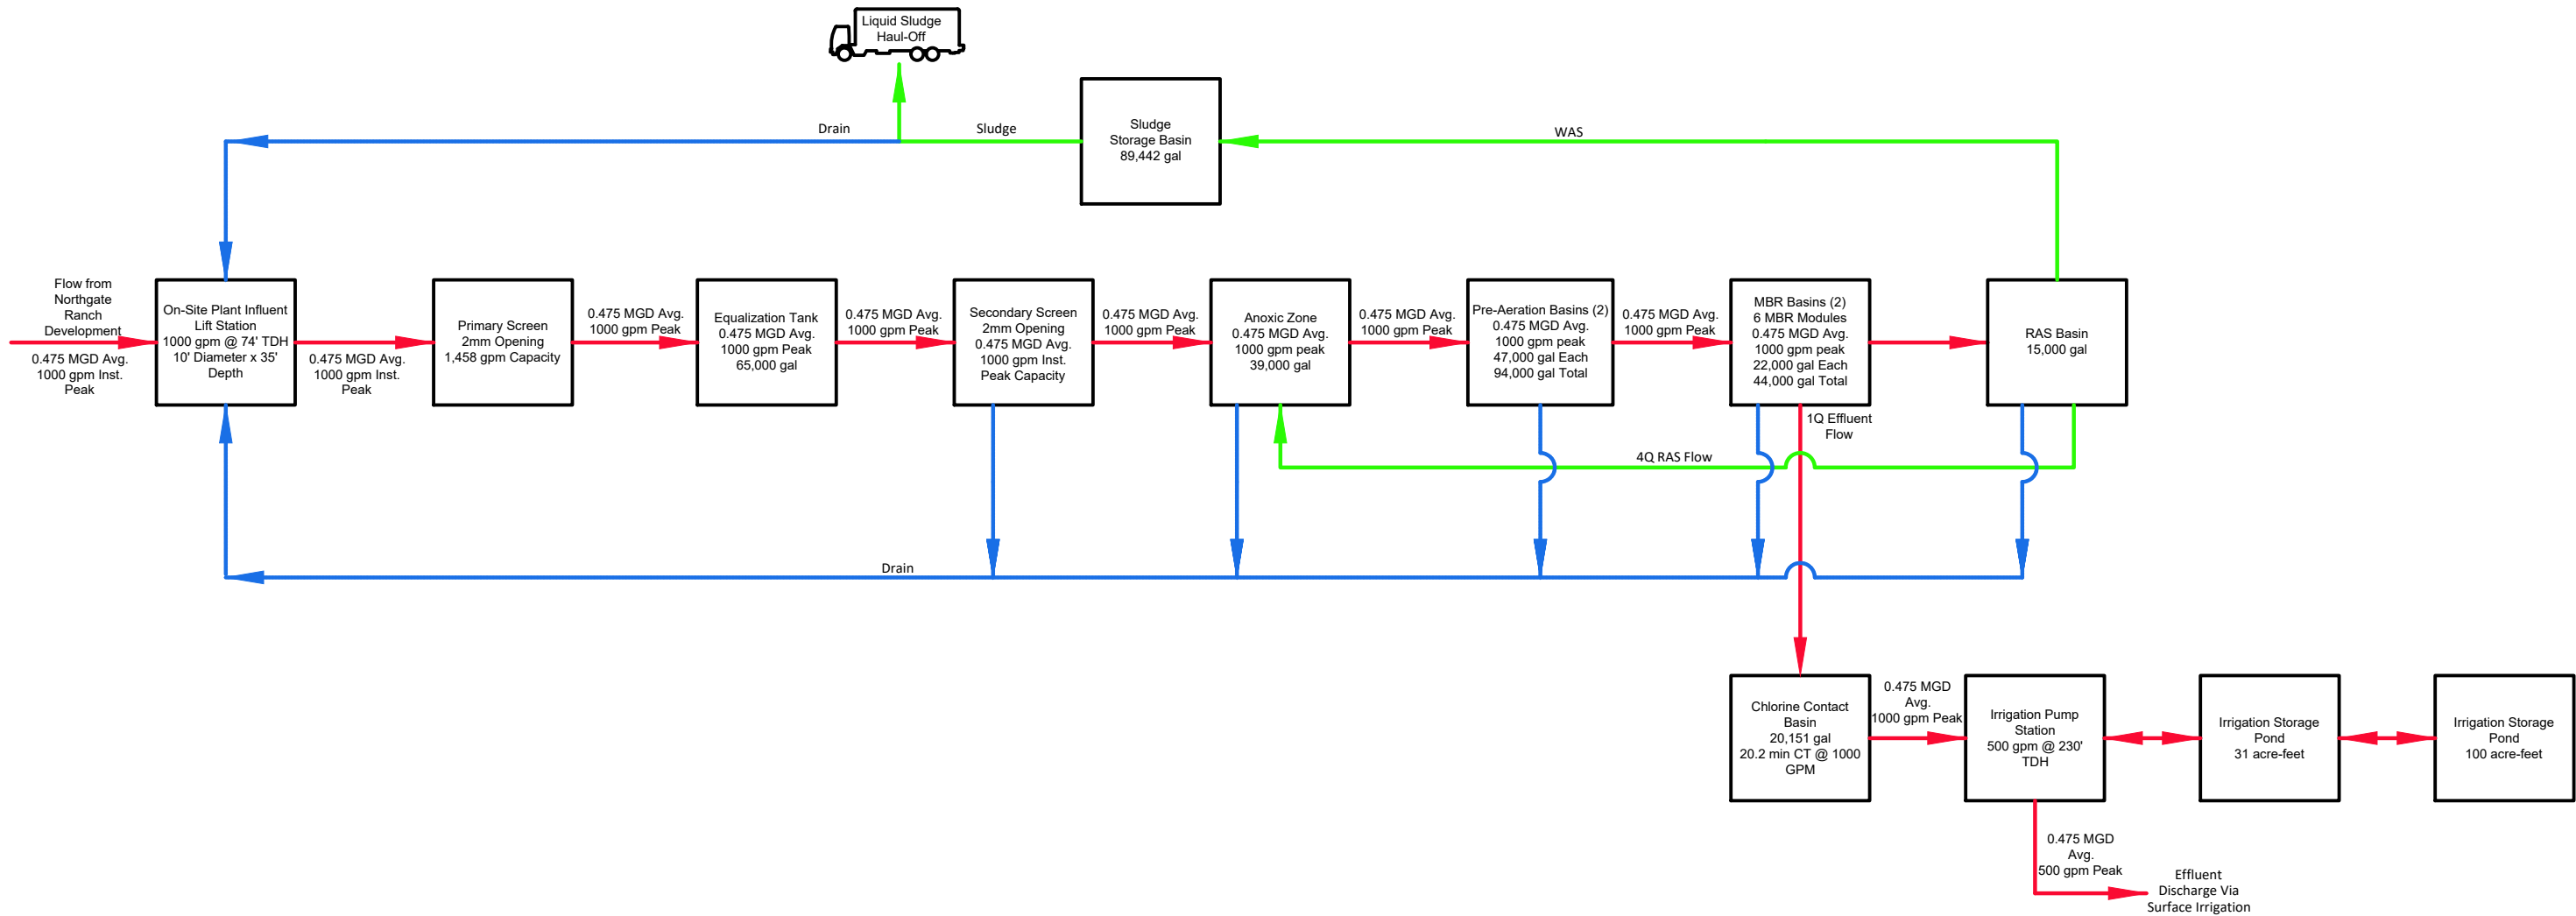 Liquid Sludge
Haul-Off
Drain
Sludge
Sludge
Storage Basin
89,442 gal
WAS
Flow from
Northgate
Ranch
Development
0.475 MGD Avg.
1000 gpm Inst.
Peak
On-Site Plant Influent
Lift Station
1000 gpm @ 74' TDH
10' Diameter x 35'
Depth
0.475 MGD Avg.
1000 gpm Inst.
Peak
Primary Screen
2mm Opening
1,458 gpm Capacity
0.475 MGD Avg.
1000 gpm Peak
Equalization Tank
0.475 MGD Avg.
1000 gpm Peak
65,000 gal
0.475 MGD Avg.
1000 gpm Peak
Secondary Screen
2mm Opening
0.475 MGD Avg.
1000 gpm Inst.
Peak Capacity
0.475 MGD Avg.
1000 gpm Peak
Anoxic Zone
0.475 MGD Avg.
1000 gpm peak
39,000 gal
0.475 MGD Avg.
1000 gpm Peak
Pre-Aeration Basins (2)
0.475 MGD Avg.
1000 gpm peak
47,000 gal Each
94,000 gal Total
0.475 MGD Avg.
1000 gpm Peak
MBR Basins (2)
6 MBR Modules
0.475 MGD Avg.
1000 gpm peak
22,000 gal Each
44,000 gal Total
RAS Basin
15,000 gal
1Q Effluent
Flow
4Q RAS Flow
Drain
Chlorine Contact
Basin
20,151 gal
20.2 min CT @ 1000
GPM
0.475 MGD
Avg.
1000 gpm Peak
Irrigation Pump
Station
500 gpm @ 230'
TDH
Irrigation Storage
Pond
31 acre-feet
Irrigation Storage
Pond
100 acre-feet
0.475 MGD
Avg.
500 gpm Peak
Effluent
Discharge Via
Surface Irrigation